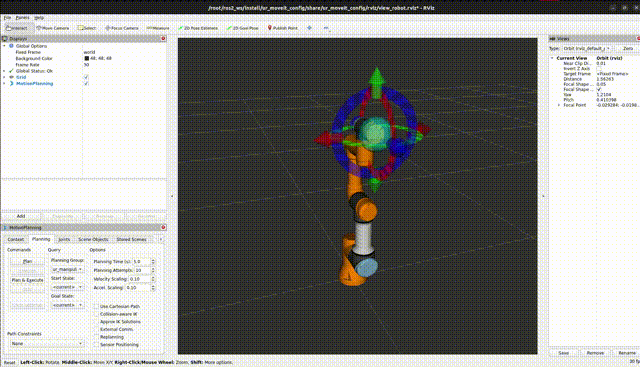 /root/ros2_ws/install/ur_moveit_config/share/ur_moveit_config/rviz/view_robot.rviz* - RViz
File Panels Help
Interact Move Camera Select Focus Camera Measure 2D Pose Estimate 2D Goal Pose Publish Point
Displays
Global Options
Fixed Frame world
Background Color 48; 48; 48
Frame Rate 30
Global Status: Ok
Grid
MotionPlanning
Add
MotionPlanning
Context Planning Joints Scene Objects Stored Scenes
Commands Query Options
Plan
Plan & Execute
Planning Group:
ur_manipul
Start State:
<current>
Goal State:
<current>
Planning Time (s): 5.0
Planning Attempts: 10
Velocity Scaling: 0.10
Accel. Scaling: 0.10
Use Cartesian Path
Collision-aware IK
Approx IK Solutions
External Comm.
Replanning
Sensor Positioning
Path Constraints
None
Views
Type: Orbit (rviz_default_ Zero
Current View Orbit (rviz)
Near Clip Di... 0.01
Invert Z Axis
Target Frame <Fixed Frame>
Distance 1.56263
Focal Shape ... 0.05
Focal Shape ...
Yaw 1.2104
Pitch 0.410398
Focal Point -0.029284; -0.0198...
Save Remove Rename
Reset Left-Click: Rotate. Middle-Click: Move X/Y. Right-Click/Mouse Wheel: Zoom. Shift: More options.
30 fp